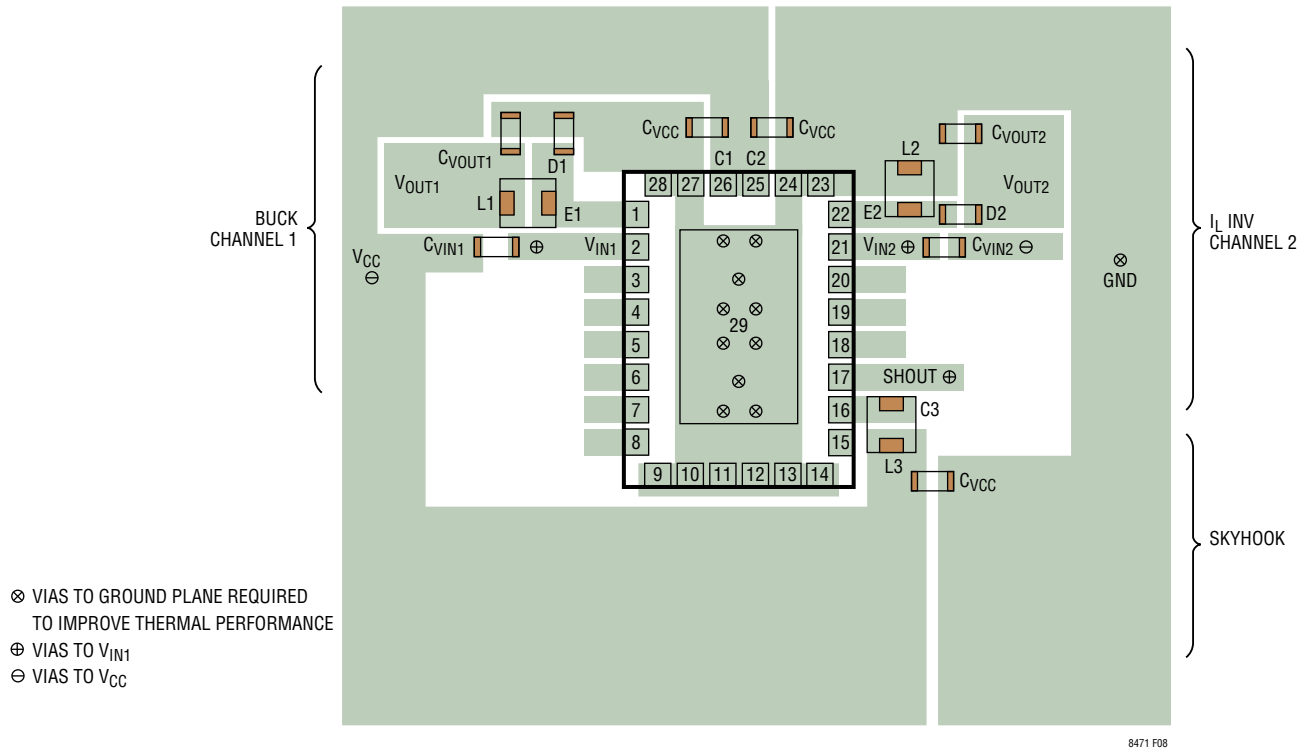 C1 C2
CVCC CVCC
28 27 26 25 24 23
CVOUT1 D1
VOUT1
L1 E1
1
BUCK
CHANNEL 1
CVIN1 ⊕ VIN1 2
VCC
⊖
3
4
5
6
7
8
9 10 11 12 13 14
29
L2 CVOUT2
VOUT2
22 E2 D2
21 VIN2 ⊕ CVIN2 ⊖
IL INV
CHANNEL 2
GND
20
19
18
17 SHOUT ⊕
16 C3
15
L3
CVCC
SKYHOOK
⊗ VIAS TO GROUND PLANE REQUIRED
TO IMPROVE THERMAL PERFORMANCE
⊕ VIAS TO VIN1
⊖ VIAS TO VCC
8471 F08